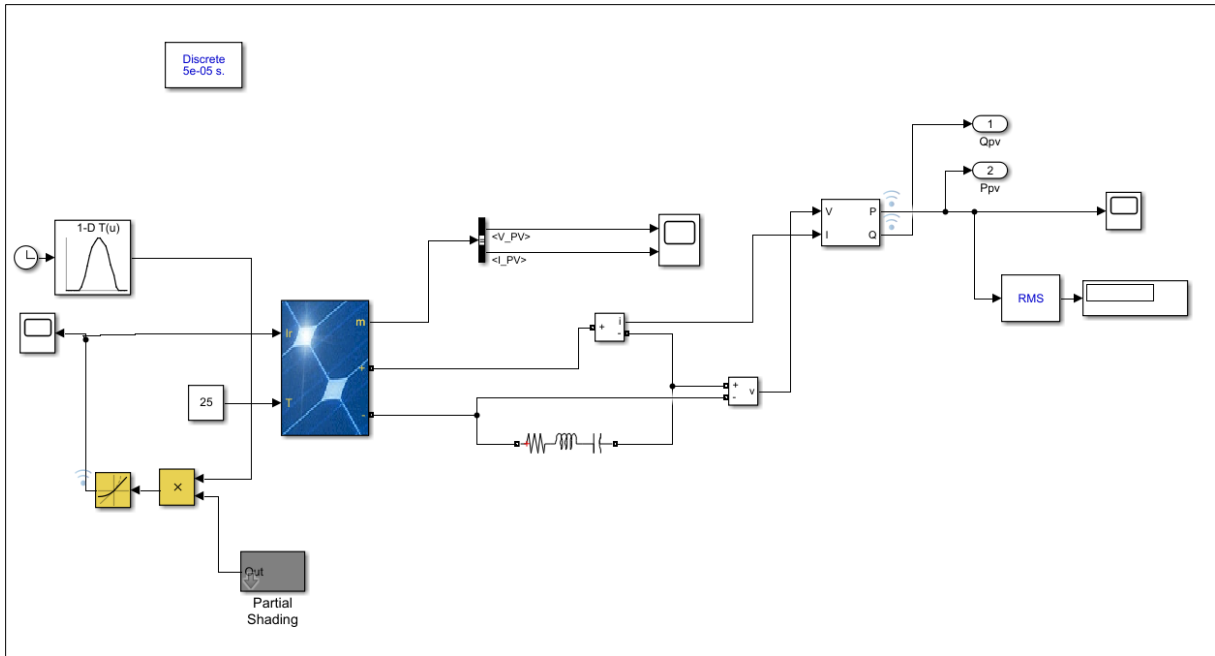 Discrete
5e-05 s.
1
Qpv
2
Ppv
1-D T(u)
V
P
I
Q
<V_PV>
<I_PV>
RMS
m
Ir
+
i
+
-
+
v
-
25
T
-
×
Out
Partial
Shading